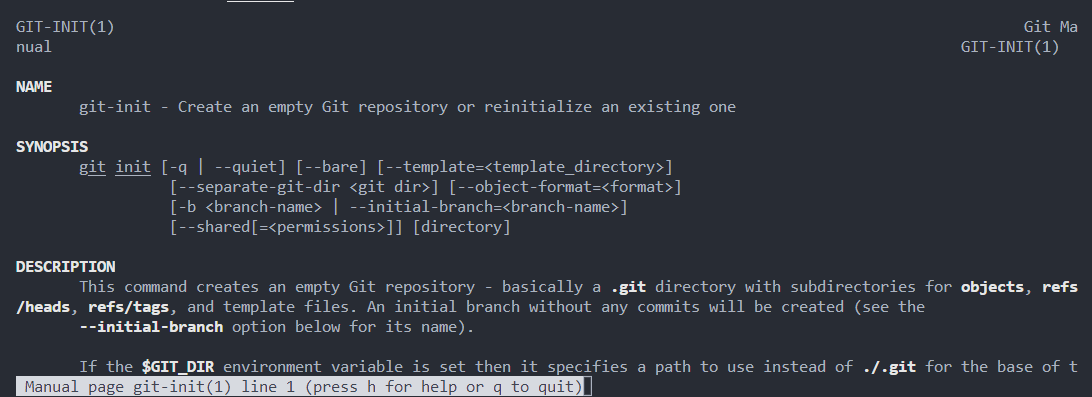 GIT-INIT(1) Git Ma
nual GIT-INIT(1)
NAME
git-init - Create an empty Git repository or reinitialize an existing one
SYNOPSIS
git init [-q | --quiet] [--bare] [--template=<template_directory>]
[--separate-git-dir <git dir>] [--object-format=<format>]
[-b <branch-name> | --initial-branch=<branch-name>]
[--shared[=<permissions>]] [directory]
DESCRIPTION
This command creates an empty Git repository - basically a .git directory with subdirectories for objects, refs
/heads, refs/tags, and template files. An initial branch without any commits will be created (see the
--initial-branch option below for its name).
If the $GIT_DIR environment variable is set then it specifies a path to use instead of ./.git for the base of t
Manual page git-init(1) line 1 (press h for help or q to quit)